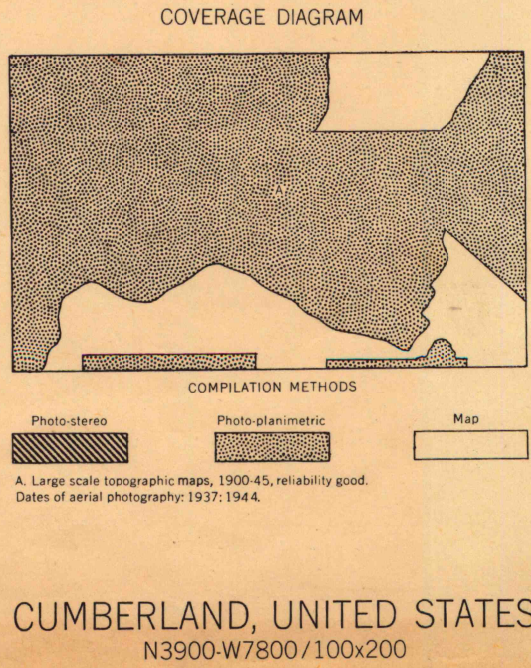 COVERAGE DIAGRAM
A
COMPILATION METHODS
Photo-stereo Photo-planimetric Map
A. Large scale topographic maps, 1900-45, reliability good.
Dates of aerial photography: 1937; 1944.
CUMBERLAND, UNITED STATES
N3900-W7800/100x200